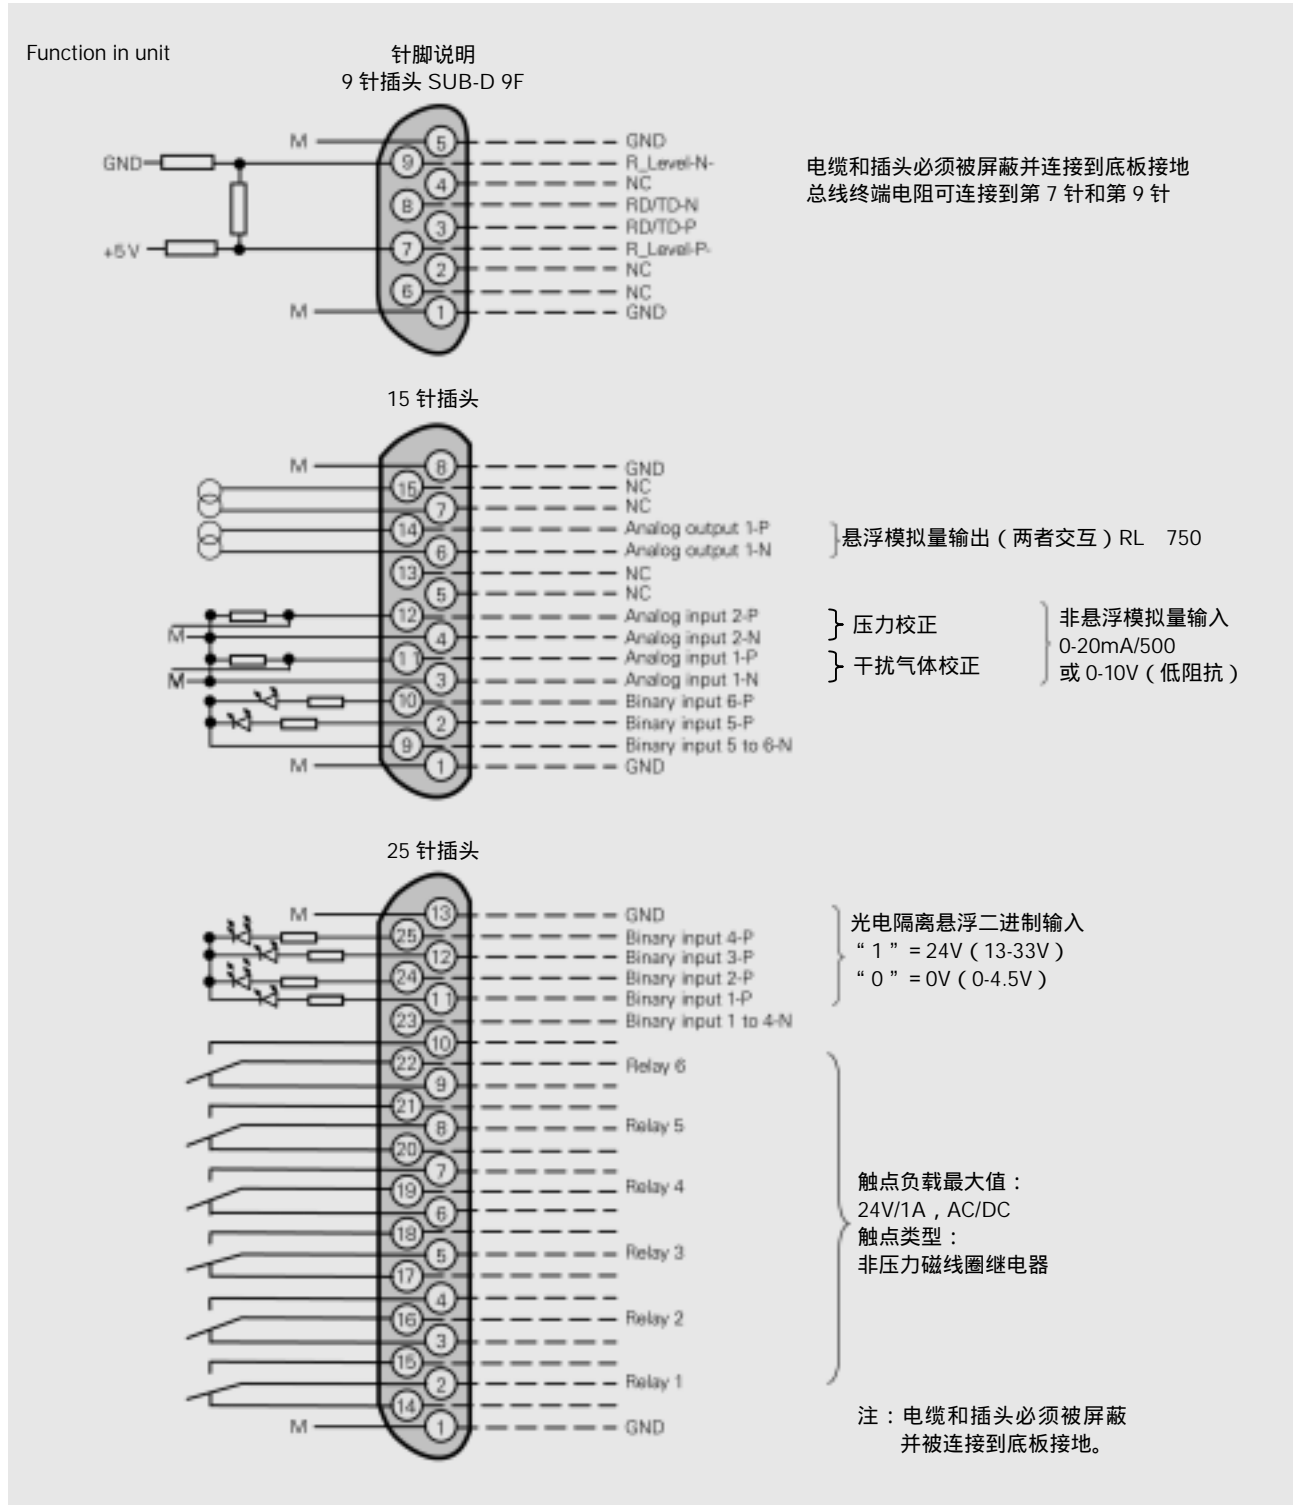 Function in unit
针脚说明
9 针插头 SUB-D 9F
M
5
GND
GND
9
R_Level-N-
4
NC
8
RD/TD-N
3
RD/TD-P
+5V
7
R_Level-P-
2
NC
6
NC
M
1
GND
电缆和插头必须被屏蔽并连接到底板接地
总线终端电阻可连接到第 7 针和第 9 针
15 针插头
M
8
GND
15
NC
7
NC
14
Analog output 1-P
6
Analog output 1-N
悬浮模拟量输出（两者交互）RL 750
13
NC
5
NC
12
Analog input 2-P
M
4
Analog input 2-N
压力校正
11
Analog input 1-P
M
3
Analog input 1-N
干扰气体校正
非悬浮模拟量输入
0-20mA/500
或 0-10V（低阻抗）
10
Binary input 6-P
2
Binary input 5-P
9
Binary input 5 to 6-N
M
1
GND
25 针插头
M
13
GND
25
Binary input 4-P
12
Binary input 3-P
24
Binary input 2-P
11
Binary input 1-P
23
Binary input 1 to 4-N
光电隔离悬浮二进制输入
“ 1 ” = 24V（13-33V）
“ 0 ” = 0V（0-4.5V）
10
22
Relay 6
9
21
8
Relay 5
20
7
19
Relay 4
6
18
5
Relay 3
17
4
16
Relay 2
3
15
2
Relay 1
14
M
1
GND
触点负载最大值：
24V/1A，AC/DC
触点类型：
非压力磁线圈继电器
注：电缆和插头必须被屏蔽
并被连接到底板接地。